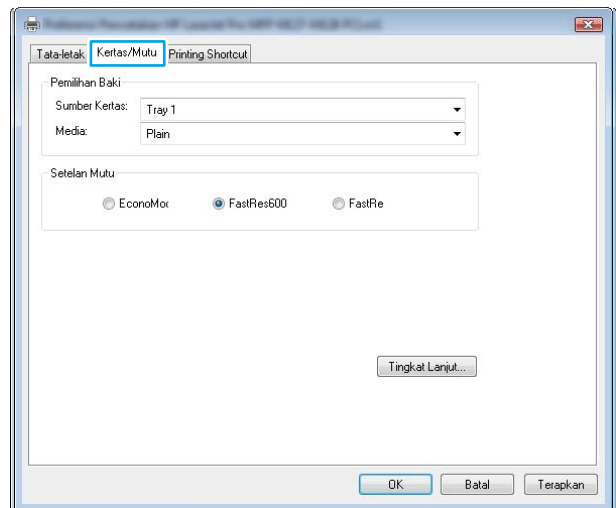 Tata-letak Kertas/Mutu Printing Shortcut
Pemilihan Baki
Sumber Kertas: Tray 1
Media: Plain
Setelan Mutu
EconoMoc FastRes600 FastRe
Tingkat Lanjut...
OK Batal Terapkan